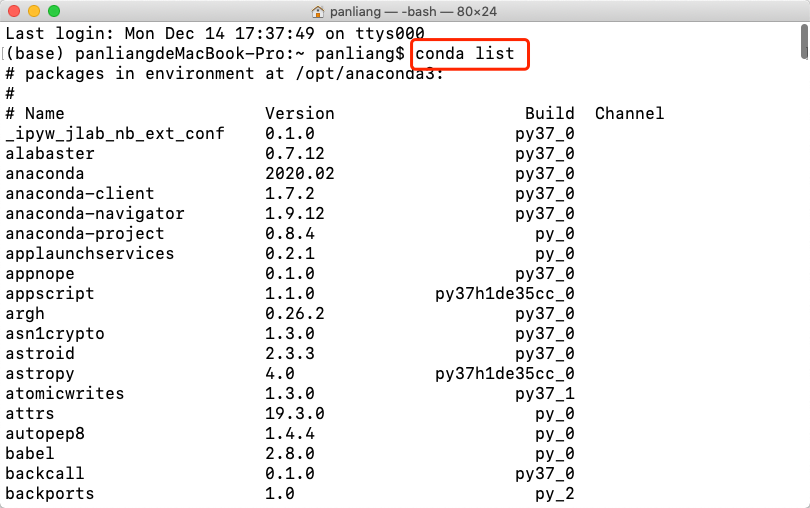 panliang — -bash — 80×24
Last login: Mon Dec 14 17:37:49 on ttys000
(base) panliangdeMacBook-Pro:~ panliang$ conda list
# packages in environment at /opt/anaconda3:
#
# Name                    Version                   Build  Channel
_ipyw_jlab_nb_ext_conf    0.1.0                    py37_0
alabaster                 0.7.12                   py37_0
anaconda                  2020.02                  py37_0
anaconda-client           1.7.2                    py37_0
anaconda-navigator        1.9.12                   py37_0
anaconda-project          0.8.4                      py_0
applaunchservices         0.2.1                      py_0
appnope                   0.1.0                    py37_0
appscript                 1.1.0            py37h1de35cc_0
argh                      0.26.2                   py37_0
asn1crypto                1.3.0                    py37_0
astroid                   2.3.3                    py37_0
astropy                   4.0              py37h1de35cc_0
atomicwrites              1.3.0                    py37_1
attrs                     19.3.0                     py_0
autopep8                  1.4.4                      py_0
babel                     2.8.0                      py_0
backcall                  0.1.0                    py37_0
backports                 1.0                        py_2